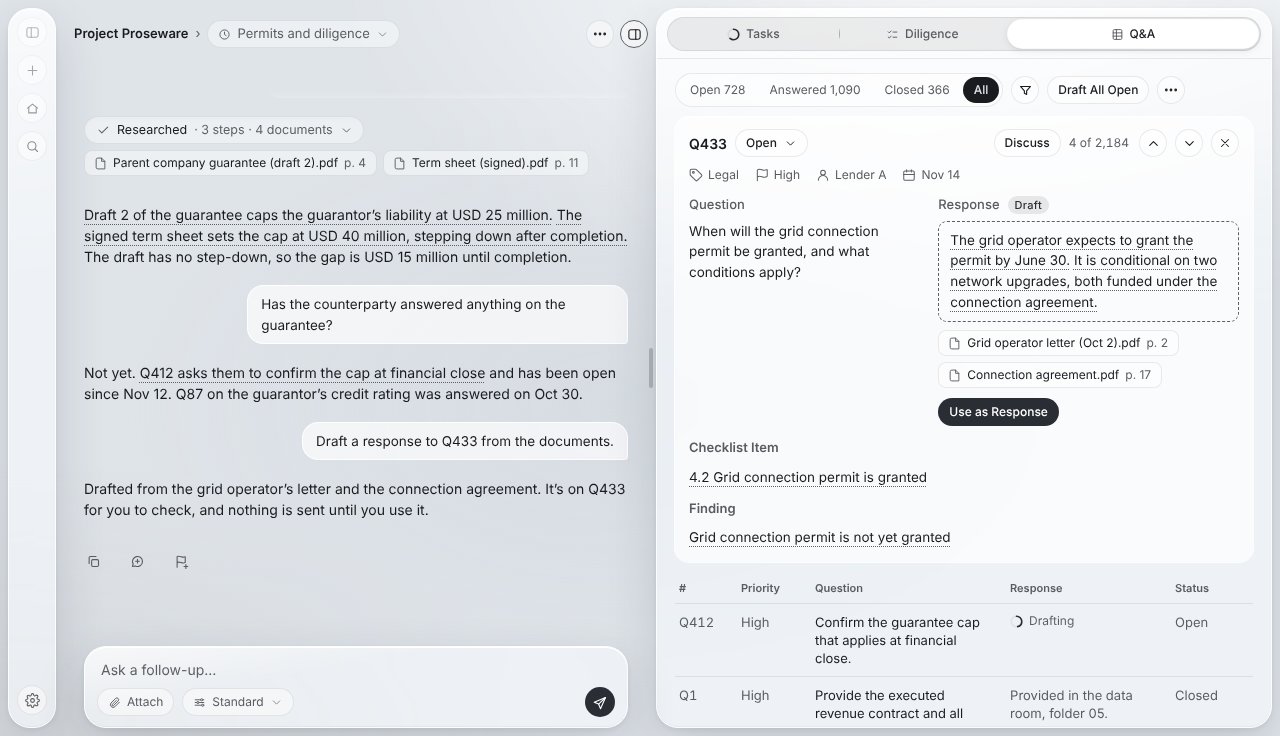 Project Proseware › Permits and diligence
Researched · 3 steps · 4 documents
Parent company guarantee (draft 2).pdf p. 4
Term sheet (signed).pdf p. 11
Draft 2 of the guarantee caps the guarantor’s liability at USD 25 million. The
signed term sheet sets the cap at USD 40 million, stepping down after completion.
The draft has no step-down, so the gap is USD 15 million until completion.
Has the counterparty answered anything on the
guarantee?
Not yet. Q412 asks them to confirm the cap at financial close and has been open
since Nov 12. Q87 on the guarantor’s credit rating was answered on Oct 30.
Draft a response to Q433 from the documents.
Drafted from the grid operator’s letter and the connection agreement. It’s on Q433
for you to check, and nothing is sent until you use it.
Ask a follow-up...
Attach
Standard
Tasks
Diligence
Q&A
Open 728
Answered 1,090
Closed 366
All
Draft All Open
Q433
Open
Discuss
4 of 2,184
Legal
High
Lender A
Nov 14
Question
When will the grid connection
permit be granted, and what
conditions apply?
Response Draft
The grid operator expects to grant the
permit by June 30. It is conditional on two
network upgrades, both funded under the
connection agreement.
Grid operator letter (Oct 2).pdf p. 2
Connection agreement.pdf p. 17
Use as Response
Checklist Item
4.2 Grid connection permit is granted
Finding
Grid connection permit is not yet granted
# Priority Question Response Status
Q412 High
Confirm the guarantee cap
that applies at financial
close.
Drafting
Open
Q1 High
Provide the executed
revenue contract and all
Provided in the data
room, folder 05.
Closed